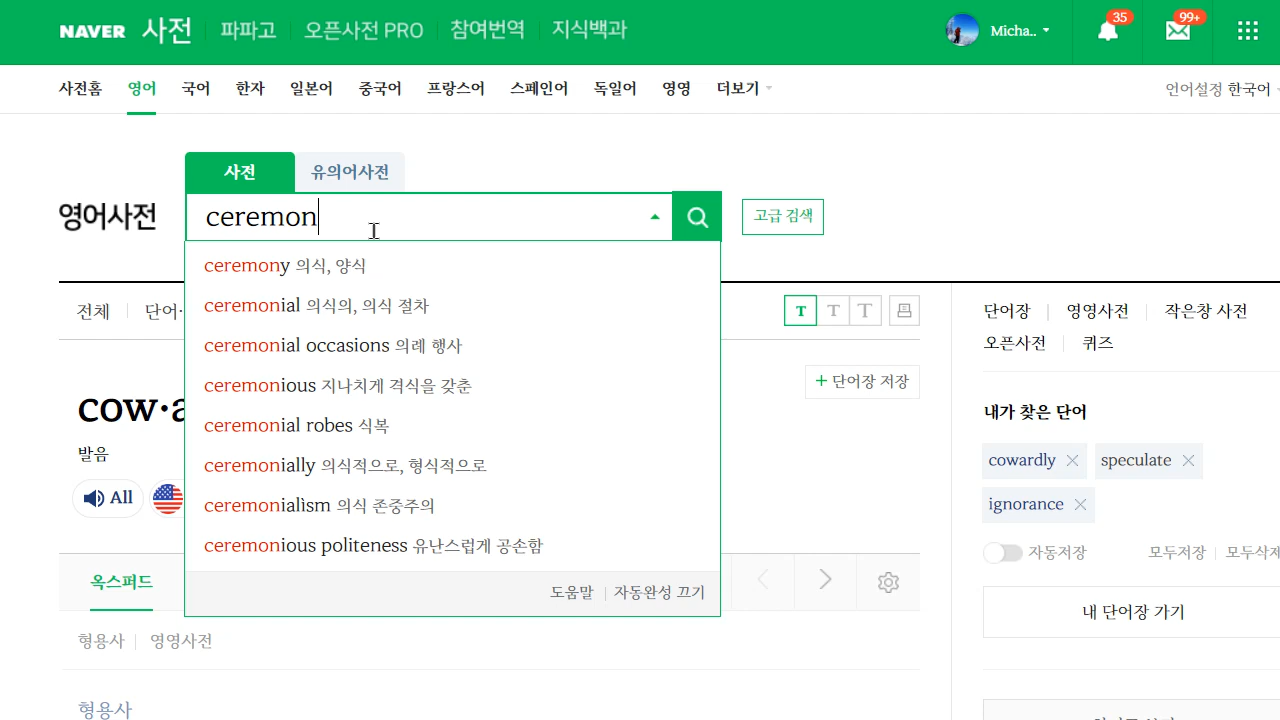 NAVER 사전 파파고 오픈사전 PRO 참여번역 지식백과
Micha.. 35 99+
사전홈 영어 국어 한자 일본어 중국어 프랑스어 스페인어 독일어 영영 더보기
언어설정 한국어
사전 유의어사전
영어사전 ceremon 고급 검색
ceremony 의식, 양식
ceremonial 의식의, 의식 절차
ceremonial occasions 의례 행사
ceremonious 지나치게 격식을 갖춘
ceremonial robes 식복
ceremonially 의식적으로, 형식적으로
ceremonialìsm 의식 존중주의
ceremonious politeness 유난스럽게 공손함
도움말 자동완성 끄기
전체 단어·
T T T
+ 단어장 저장
cow·a
발음
All
옥스퍼드
형용사 영영사전
형용사
단어장 영영사전 작은창 사전
오픈사전 퀴즈
내가 찾은 단어
cowardly speculate
ignorance
자동저장 모두저장 모두삭제
내 단어장 가기